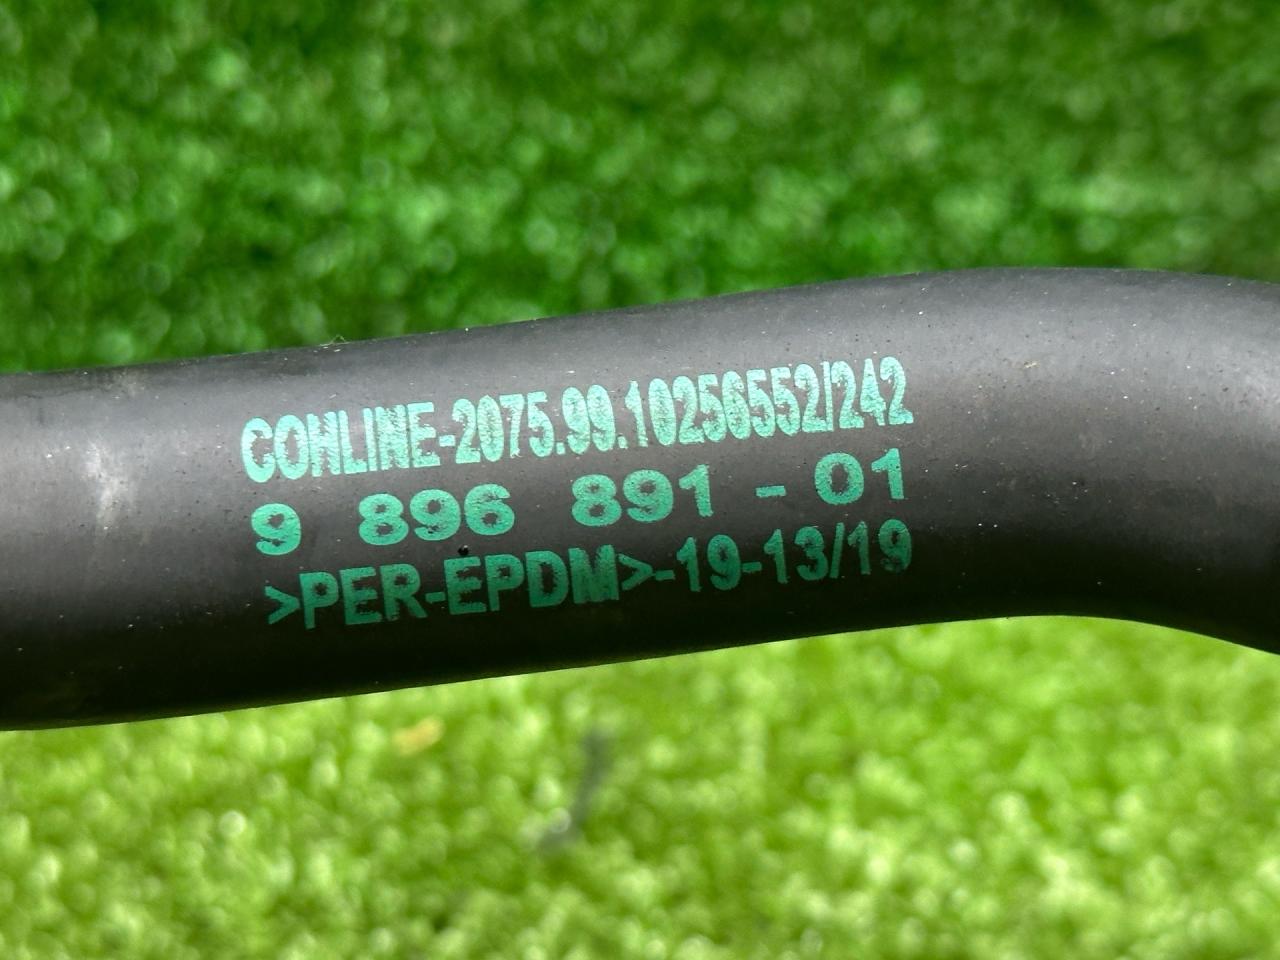 CONLINE-2075.99.10256552/242
9 896 891 - 01
>PER-EPDM>-19-13/19